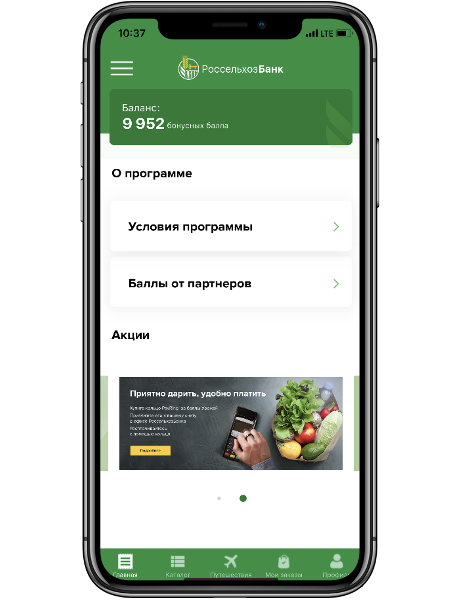 10:37
LTE
РоссельхозБанк
Баланс:
9 952 бонусных балла
О программе
Условия программы
Баллы от партнеров
Акции
Приятно дарить, удобно платить
Подробнее
Главная
Каталог
Путешествия
Мои заказы
Профиль